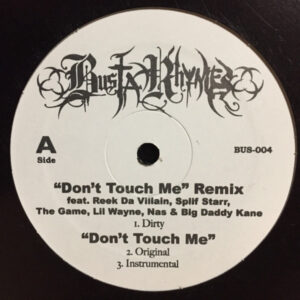 Busta Rhymes
A
Side
BUS-004
"Don't Touch Me" Remix
feat. Reek Da Villain, Splif Starr,
The Game, Lil Wayne, Nas & Big Daddy Kane
1. Dirty
"Don't Touch Me"
2. Original
3. Instrumental